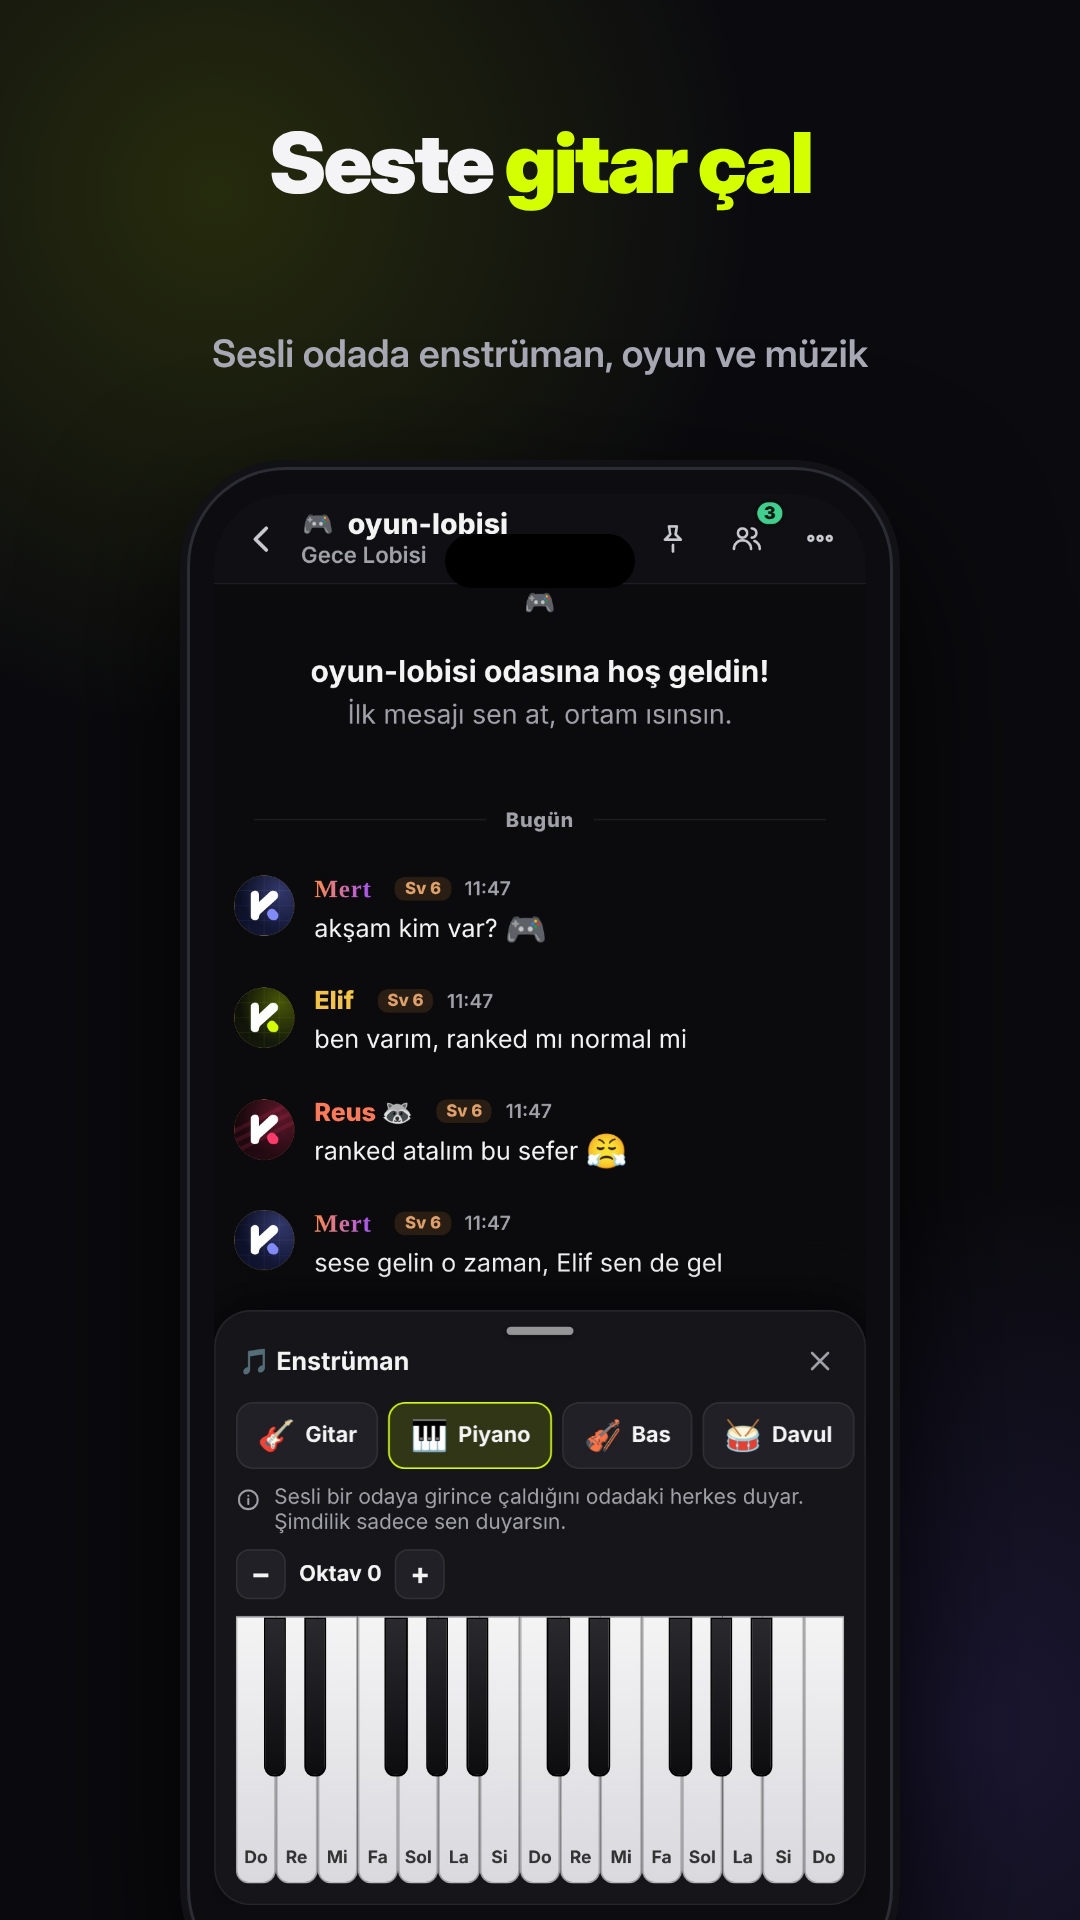 Seste gitar çal
Sesli odada enstrüman, oyun ve müzik
🎮 oyun-lobisi
3
Gece Lobisi
🎮
oyun-lobisi odasına hoş geldin!
İlk mesajı sen at, ortam ısınsın.
Bugün
Mert Sv 6 11:47
akşam kim var? 🎮
Elif Sv 6 11:47
ben varım, ranked mı normal mi
Reus 🦝 Sv 6 11:47
ranked atalım bu sefer 😤
Mert Sv 6 11:47
sese gelin o zaman, Elif sen de gel
🎵 Enstrüman
🎸 Gitar 🎹 Piyano 🎻 Bas 🥁 Davul
Sesli bir odaya girince çaldığını odadaki herkes duyar.
Şimdilik sadece sen duyarsın.
− Oktav 0 +
Do Re Mi Fa Sol La Si Do Re Mi Fa Sol La Si Do